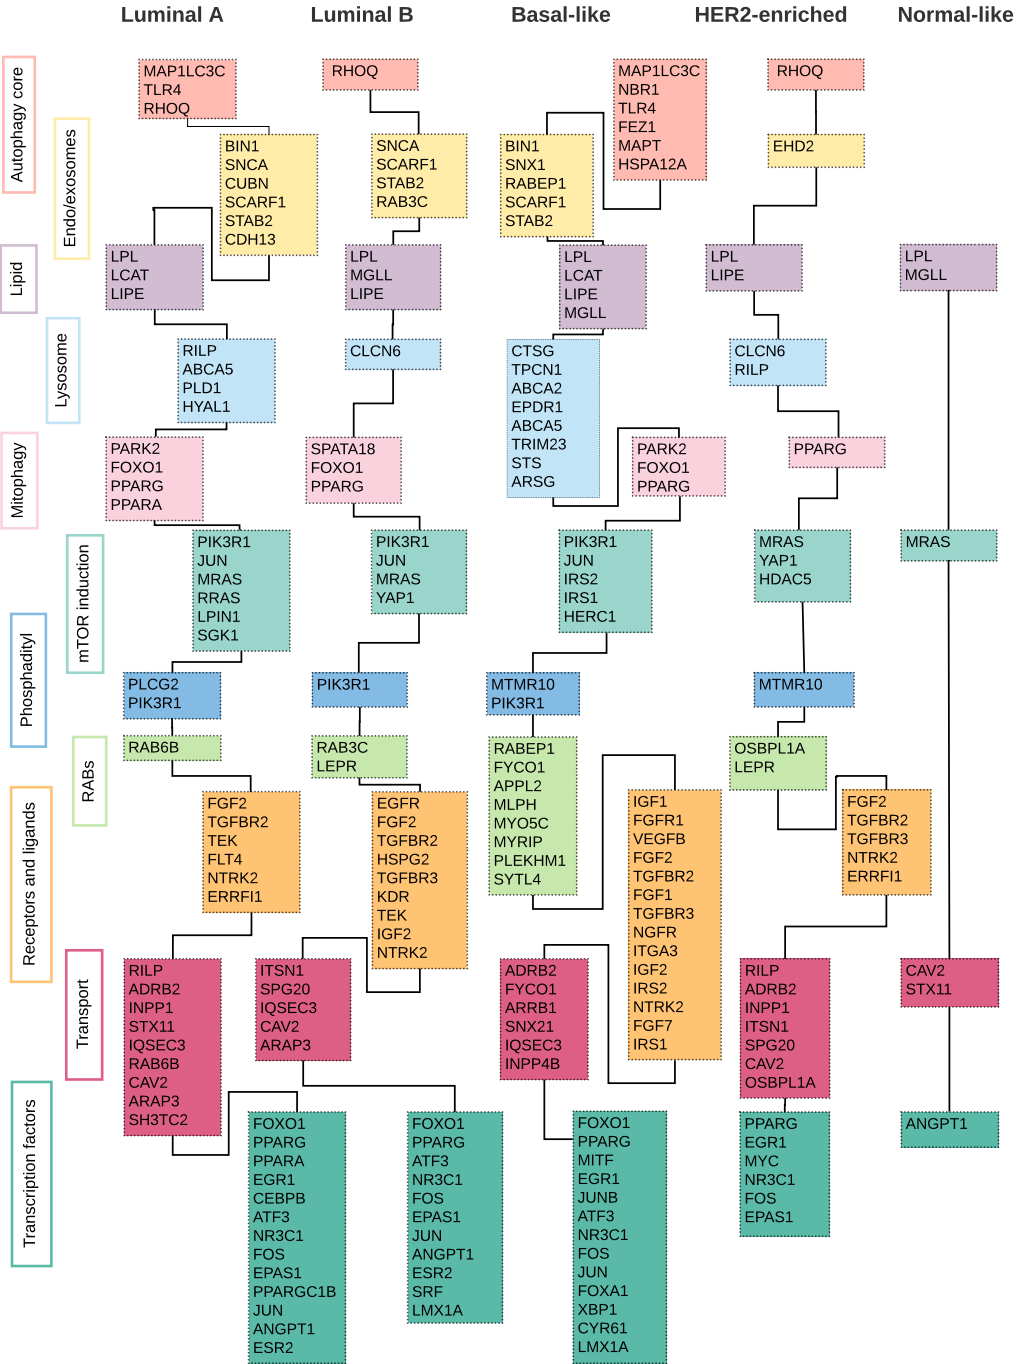 Luminal A
Luminal B
Basal-like
HER2-enriched
Normal-like
Autophagy core
MAP1LC3C
TLR4
RHOQ
RHOQ
MAP1LC3C
NBR1
TLR4
FEZ1
MAPT
HSPA12A
RHOQ
Endo/exosomes
BIN1
SNCA
CUBN
SCARF1
STAB2
CDH13
SNCA
SCARF1
STAB2
RAB3C
BIN1
SNX1
RABEP1
SCARF1
STAB2
EHD2
Lipid
LPL
LCAT
LIPE
LPL
MGLL
LIPE
LPL
LCAT
LIPE
MGLL
LPL
LIPE
LPL
MGLL
Lysosome
RILP
ABCA5
PLD1
HYAL1
CLCN6
CTSG
TPCN1
ABCA2
EPDR1
ABCA5
TRIM23
STS
ARSG
CLCN6
RILP
Mitophagy
PARK2
FOXO1
PPARG
PPARA
SPATA18
FOXO1
PPARG
PARK2
FOXO1
PPARG
PPARG
mTOR induction
PIK3R1
JUN
MRAS
RRAS
LPIN1
SGK1
PIK3R1
JUN
MRAS
YAP1
PIK3R1
JUN
IRS2
IRS1
HERC1
MRAS
YAP1
HDAC5
MRAS
Phosphadityl
PLCG2
PIK3R1
PIK3R1
MTMR10
PIK3R1
MTMR10
RABs
RAB6B
RAB3C
LEPR
RABEP1
FYCO1
APPL2
MLPH
MYO5C
MYRIP
PLEKHM1
SYTL4
OSBPL1A
LEPR
Receptors and ligands
FGF2
TGFBR2
TEK
FLT4
NTRK2
ERRFI1
EGFR
FGF2
TGFBR2
HSPG2
TGFBR3
KDR
TEK
IGF2
NTRK2
IGF1
FGFR1
VEGFB
FGF2
TGFBR2
FGF1
TGFBR3
NGFR
ITGA3
IGF2
IRS2
NTRK2
FGF7
IRS1
FGF2
TGFBR2
TGFBR3
NTRK2
ERRFI1
Transport
RILP
ADRB2
INPP1
STX11
IQSEC3
RAB6B
CAV2
ARAP3
SH3TC2
ITSN1
SPG20
IQSEC3
CAV2
ARAP3
ADRB2
FYCO1
ARRB1
SNX21
IQSEC3
INPP4B
RILP
ADRB2
INPP1
ITSN1
SPG20
CAV2
OSBPL1A
CAV2
STX11
Transcription factors
FOXO1
PPARG
PPARA
EGR1
CEBPB
ATF3
NR3C1
FOS
EPAS1
PPARGC1B
JUN
ANGPT1
ESR2
FOXO1
PPARG
ATF3
NR3C1
FOS
EPAS1
JUN
ANGPT1
ESR2
SRF
LMX1A
FOXO1
PPARG
MITF
EGR1
JUNB
ATF3
NR3C1
FOS
JUN
FOXA1
XBP1
CYR61
LMX1A
PPARG
EGR1
MYC
NR3C1
FOS
EPAS1
ANGPT1